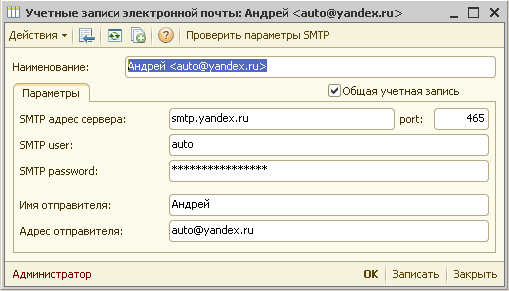 Учетные записи электронной почты: Андрей <auto@yandex.ru>
Действия Проверить параметры SMTP
Наименование: Андрей <auto@yandex.ru>
Параметры Общая учетная запись
SMTP адрес сервера: smtp.yandex.ru port: 465
SMTP user: auto
SMTP password: ****************
Имя отправителя: Андрей
Адрес отправителя: auto@yandex.ru
Администратор OK Записать Закрыть